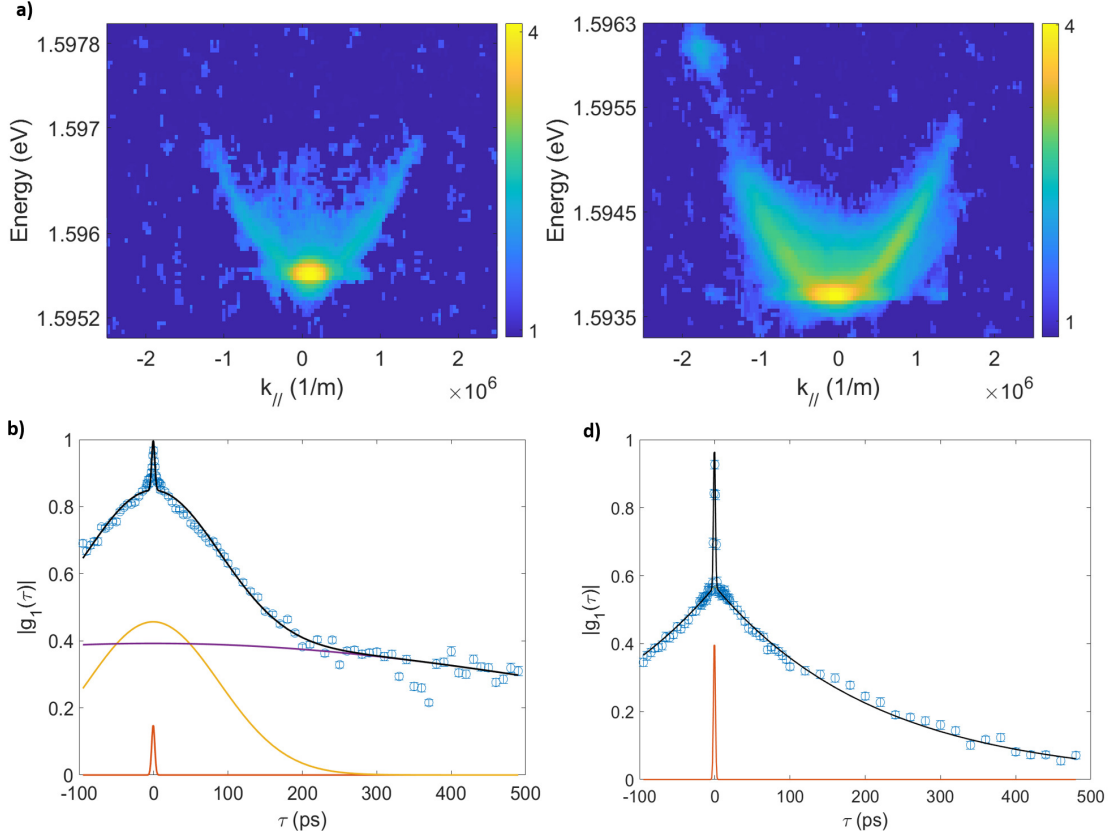 a)
1.5978
1.597
1.596
1.5952
Energy (eV)
-2 -1 0 1 2
k// (1/m)
×10^6
4
1
1.5963
1.5955
1.5945
1.5935
Energy (eV)
-2 -1 0 1 2
k// (1/m)
×10^6
4
1
b)
1
0.8
0.6
0.4
0.2
0
|g1(τ)|
-100 0 100 200 300 400 500
τ (ps)
d)
1
0.8
0.6
0.4
0.2
0
|g1(τ)|
-100 0 100 200 300 400 500
τ (ps)